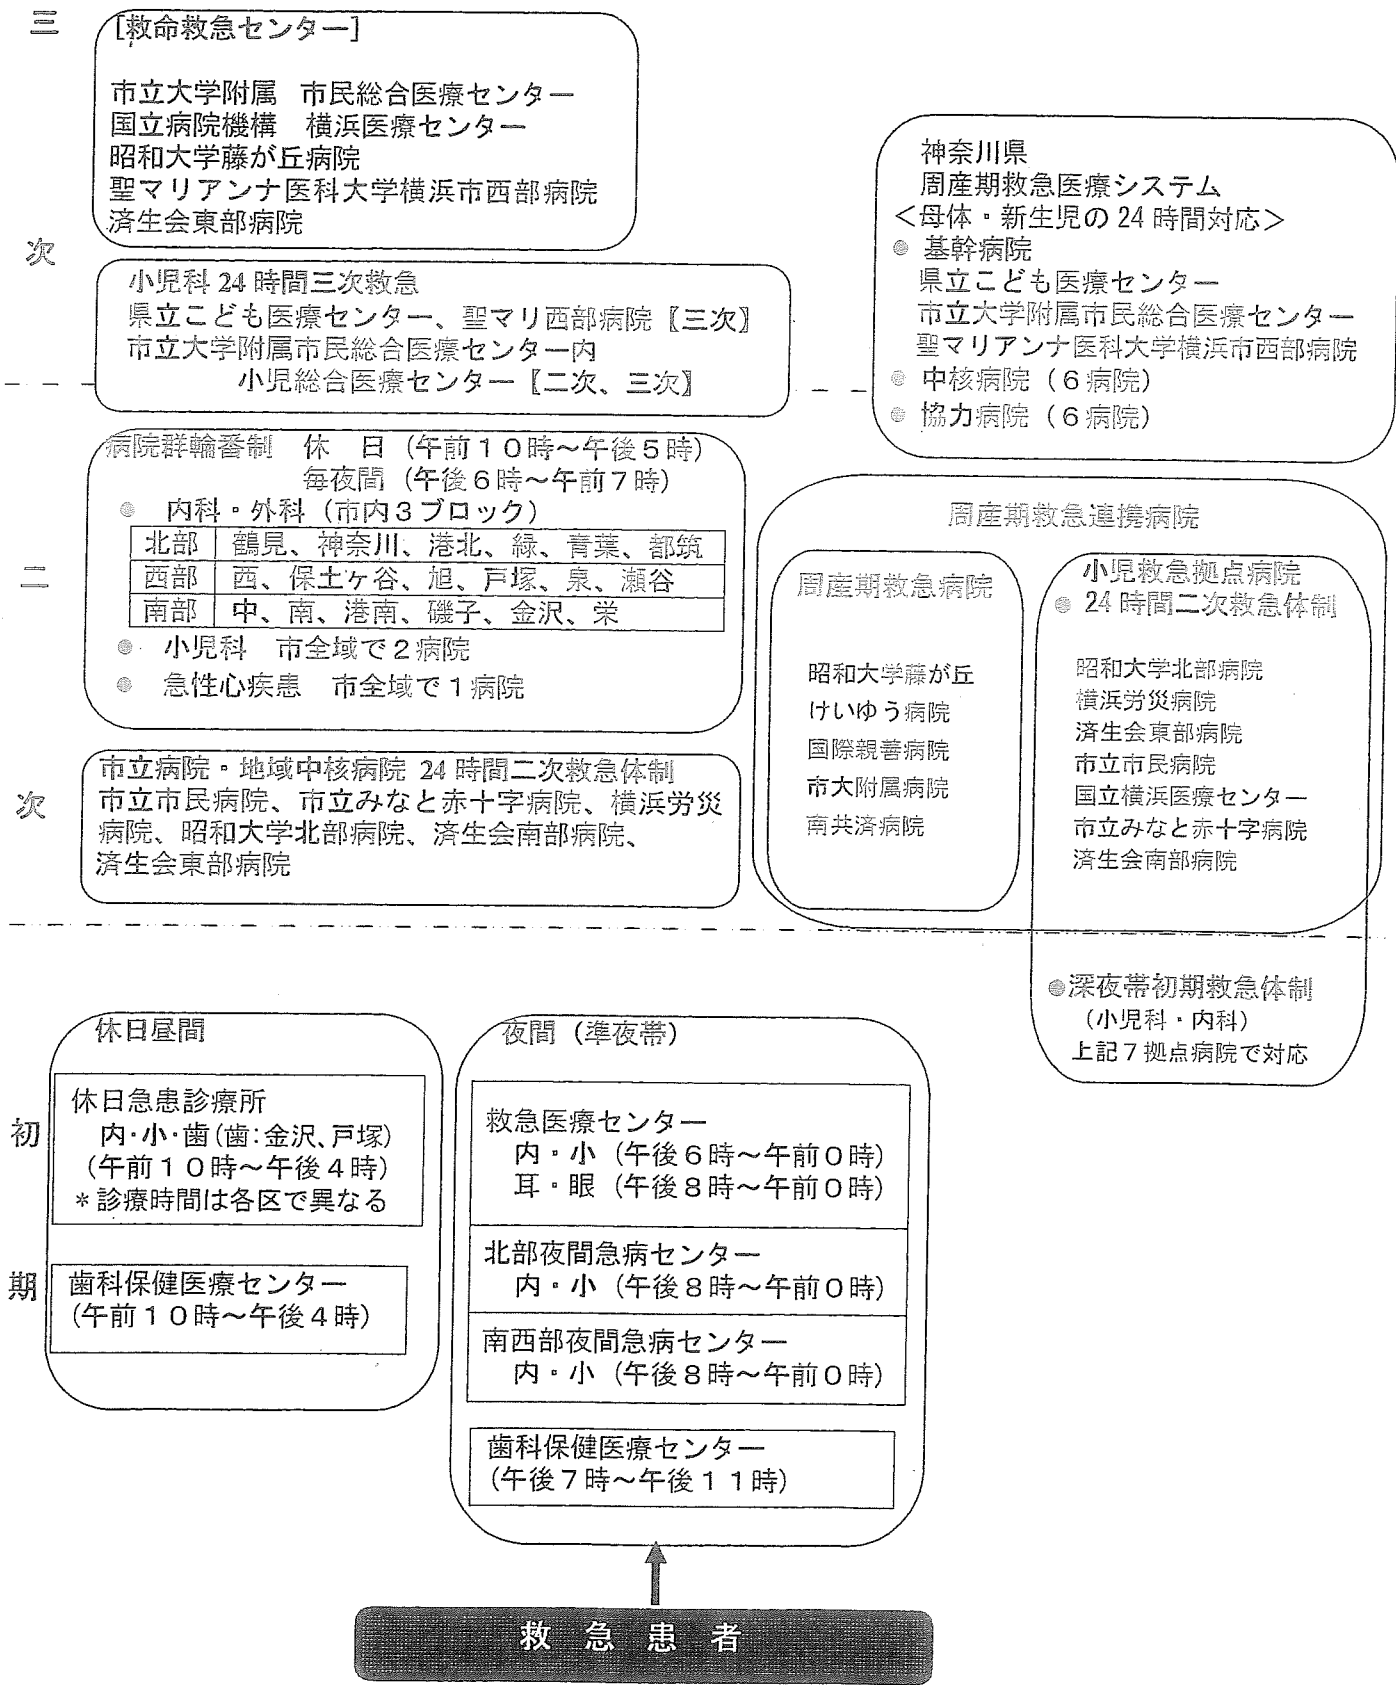 三
次
[救命救急センター]
市立大学附属　市民総合医療センター
国立病院機構　横浜医療センター
昭和大学藤が丘病院
聖マリアンナ医科大学横浜市西部病院
済生会東部病院
小児科 24 時間三次救急
県立こども医療センター、聖マリ西部病院〖三次〗
市立大学附属市民総合医療センター内
小児総合医療センター〖二次、三次〗
神奈川県
周産期救急医療システム
＜母体・新生児の 24 時間対応＞
● 基幹病院
県立こども医療センター
市立大学附属市民総合医療センター
聖マリアンナ医科大学横浜市西部病院
● 中核病院（６病院）
● 協力病院（６病院）
二
次
病院群輪番制　休　日（午前１０時～午後５時）
毎夜間（午後６時～午前７時）
● 内科・外科（市内３ブロック）
北部　鶴見、神奈川、港北、緑、青葉、都筑
西部　西、保土ヶ谷、旭、戸塚、泉、瀬谷
南部　中、南、港南、磯子、金沢、栄
● 小児科　市全域で２病院
● 急性心疾患　市全域で１病院
市立病院・地域中核病院 24 時間二次救急体制
市立市民病院、市立みなと赤十字病院、横浜労災
病院、昭和大学北部病院、済生会南部病院、
済生会東部病院
周産期救急連携病院
周産期救急病院
昭和大学藤が丘
けいゆう病院
国際親善病院
市大附属病院
南共済病院
小児救急拠点病院
● 24 時間二次救急体制
昭和大学北部病院
横浜労災病院
済生会東部病院
市立市民病院
国立横浜医療センター
市立みなと赤十字病院
済生会南部病院
●深夜帯初期救急体制
（小児科・内科）
上記７拠点病院で対応
初
期
休日昼間
休日急患診療所
内・小・歯（歯：金沢、戸塚）
（午前１０時～午後４時）
＊診療時間は各区で異なる
歯科保健医療センター
（午前１０時～午後４時）
夜間（準夜帯）
救急医療センター
内・小（午後６時～午前０時）
耳・眼（午後８時～午前０時）
北部夜間急病センター
内・小（午後８時～午前０時）
南西部夜間急病センター
内・小（午後８時～午前０時）
歯科保健医療センター
（午後７時～午後１１時）
救　急　患　者